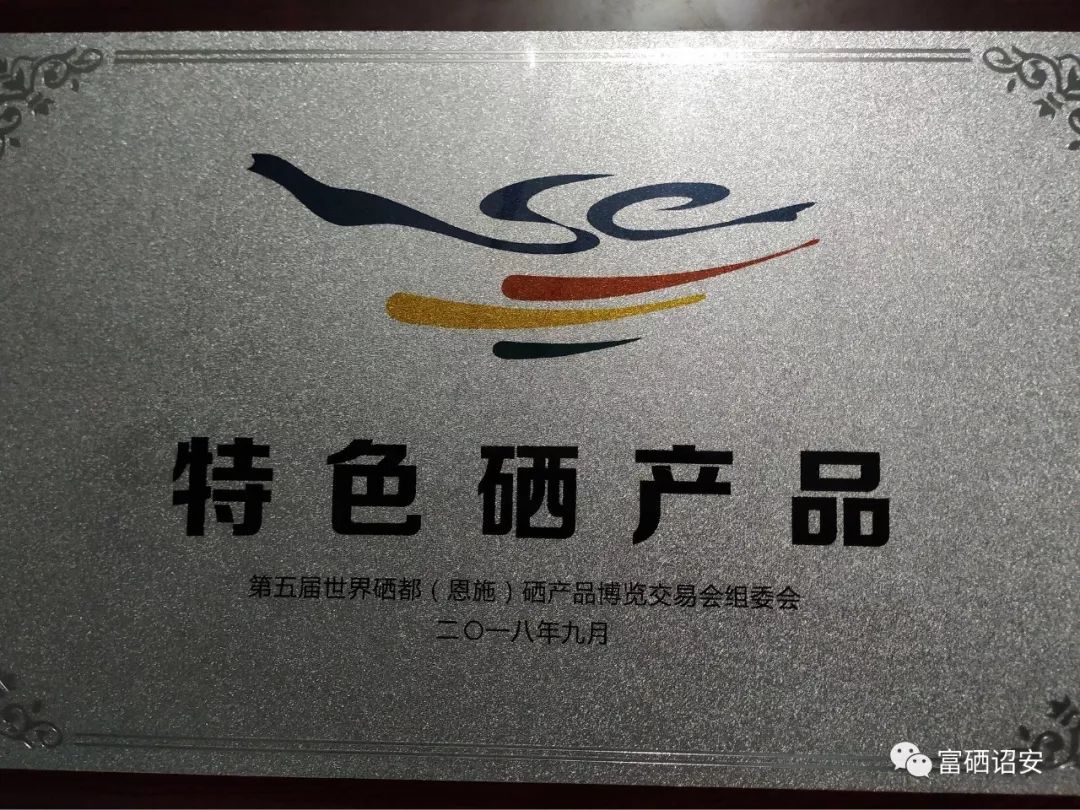 Se
特色硒产品
第五届世界硒都（恩施）硒产品博览交易会组委会
二〇一八年九月
富硒诏安